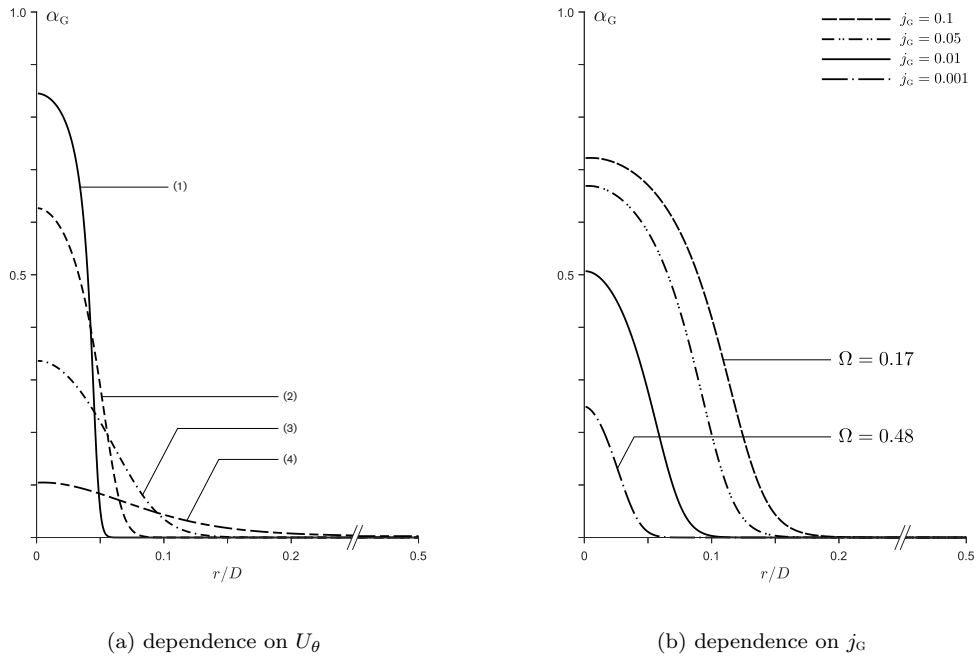 1.0
α_G
0.5
(1)
(2)
(3)
(4)
0
0.1
0.2
0.5
r/D
(a) dependence on U_θ
1.0
α_G
j_G = 0.1
j_G = 0.05
j_G = 0.01
j_G = 0.001
0.5
Ω = 0.17
Ω = 0.48
0
0.1
0.2
0.5
r/D
(b) dependence on j_G